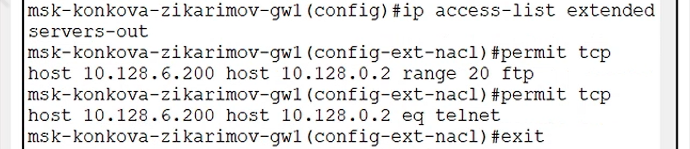 msk-konkova-zikarimov-gw1(config)#ip access-list extended
servers-out
msk-konkova-zikarimov-gw1(config-ext-nacl)#permit tcp
host 10.128.6.200 host 10.128.0.2 range 20 ftp
msk-konkova-zikarimov-gw1(config-ext-nacl)#permit tcp
host 10.128.6.200 host 10.128.0.2 eq telnet
msk-konkova-zikarimov-gw1(config-ext-nacl)#exit